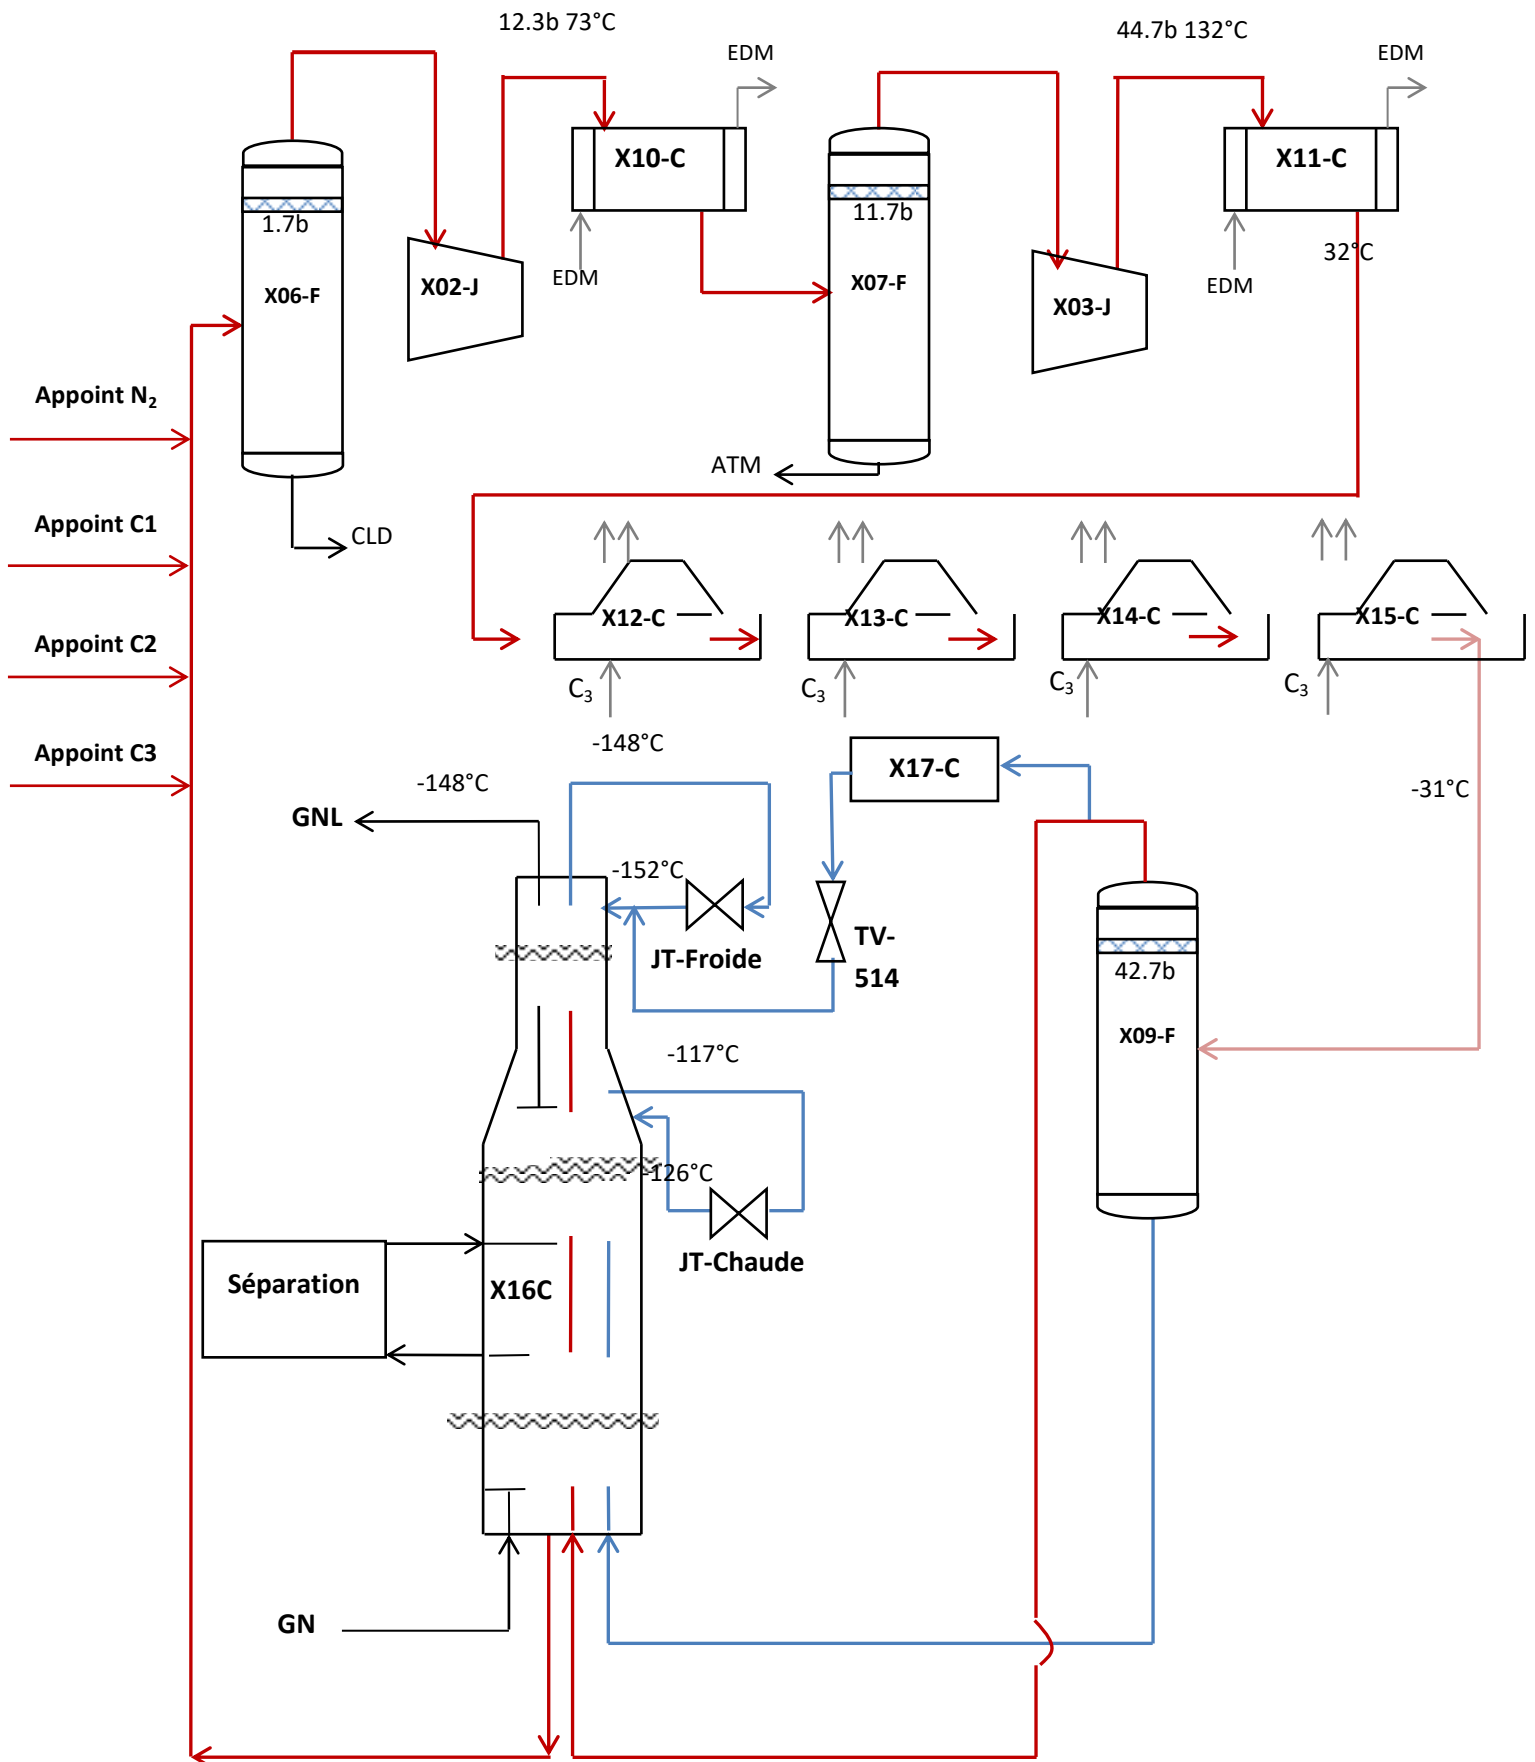 12.3b 73°C
44.7b 132°C
EDM
EDM
X10-C
X11-C
1.7b
11.7b
32°C
EDM
EDM
X06-F
X02-J
X07-F
X03-J
Appoint N₂
ATM
Appoint C1
CLD
X12-C
X13-C
X14-C
X15-C
Appoint C2
C₃
C₃
C₃
C₃
-148°C
Appoint C3
-148°C
X17-C
-31°C
GNL
-152°C
JT-Froide
TV-
514
42.7b
X09-F
-117°C
-126°C
JT-Chaude
Séparation
X16C
GN